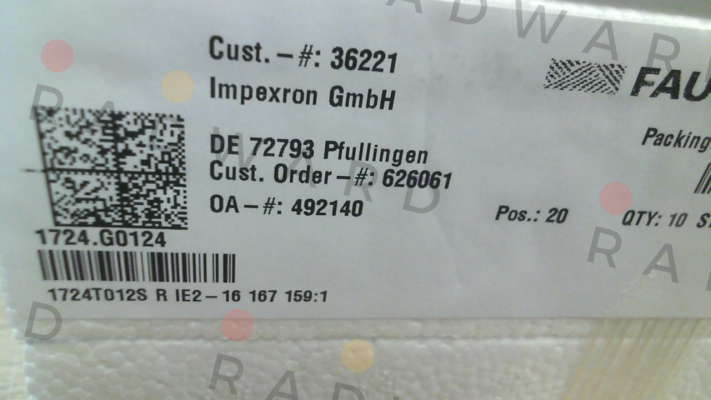 Cust. – #: 36221
Impexron GmbH
FAU
DE 72793 Pfullingen
Packing
Cust. Order – #: 626061
OA – #: 492140
Pos.: 20
QTY: 10
1724.G0124
1724T012S R IE2 – 16 167 159:1
RADWARD